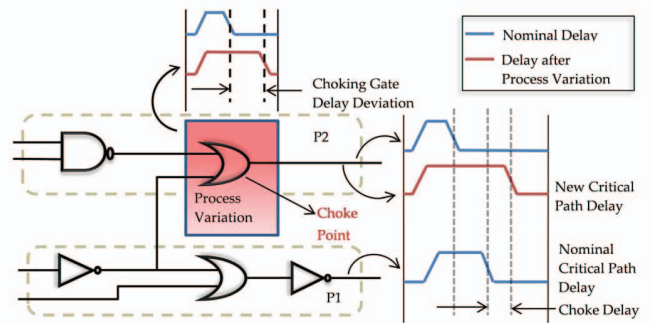 Nominal Delay
Delay after
Process Variation
Choking Gate
Delay Deviation
P2
Process
Variation
Choke
Point
New Critical
Path Delay
Nominal
Critical Path
Delay
P1
Choke Delay